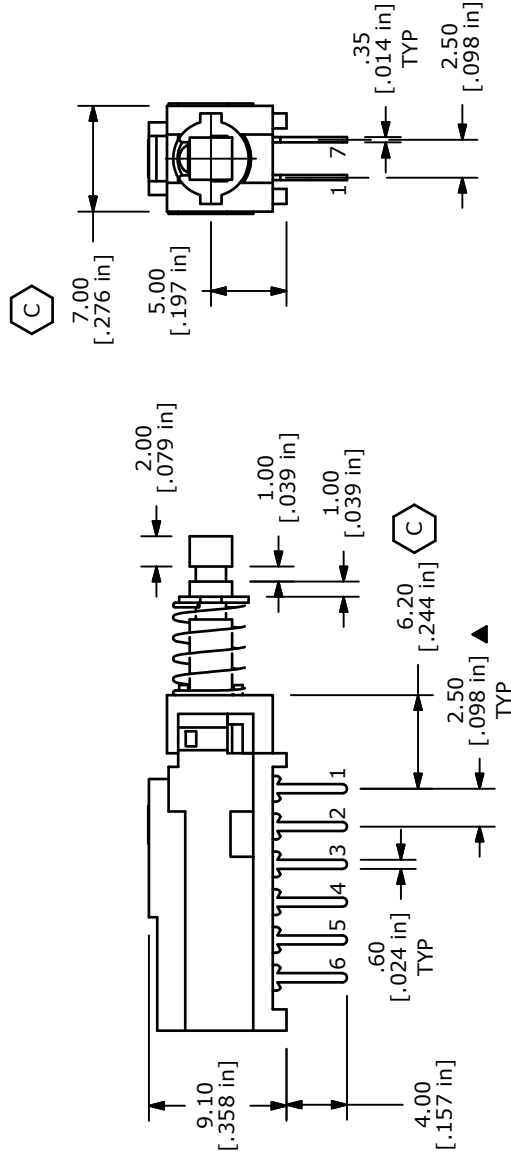 C
7.00
[.276 in]
5.00
[.197 in]
.35
[.014 in]
TYP
2.50
[.098 in]
1
7
2.00
[.079 in]
1.00
[.039 in]
1.00
[.039 in]
C
6.20
[.244 in]
2.50
[.098 in] ▲
TYP
9.10
[.358 in]
4.00
[.157 in]
.60
[.024 in]
TYP
6
5
4
3
2
1